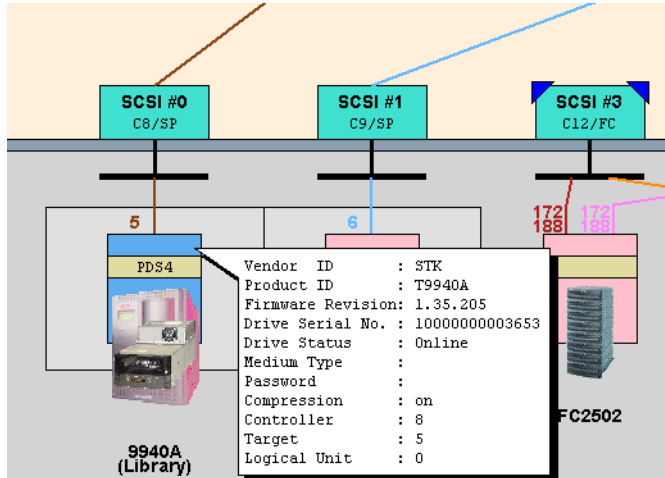 SCSI #0
C8/SP
SCSI #1
C9/SP
SCSI #3
C12/FC
5
6
172
188
172
188
PDS4
Vendor ID : STK
Product ID : T9940A
Firmware Revision: 1.35.205
Drive Serial No. : 10000000003653
Drive Status : Online
Medium Type :
Password :
Compression : on
Controller : 8
Target : 5
Logical Unit : 0
9940A
(Library)
FC2502